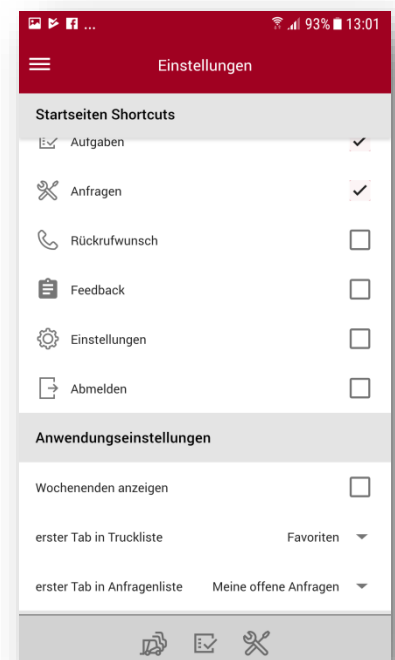 ... 93% 13:01
Einstellungen
Startseiten Shortcuts
Aufgaben
Anfragen
Rückrufwunsch
Feedback
Einstellungen
Abmelden
Anwendungseinstellungen
Wochenenden anzeigen
erster Tab in Truckliste Favoriten
erster Tab in Anfragenliste Meine offene Anfragen